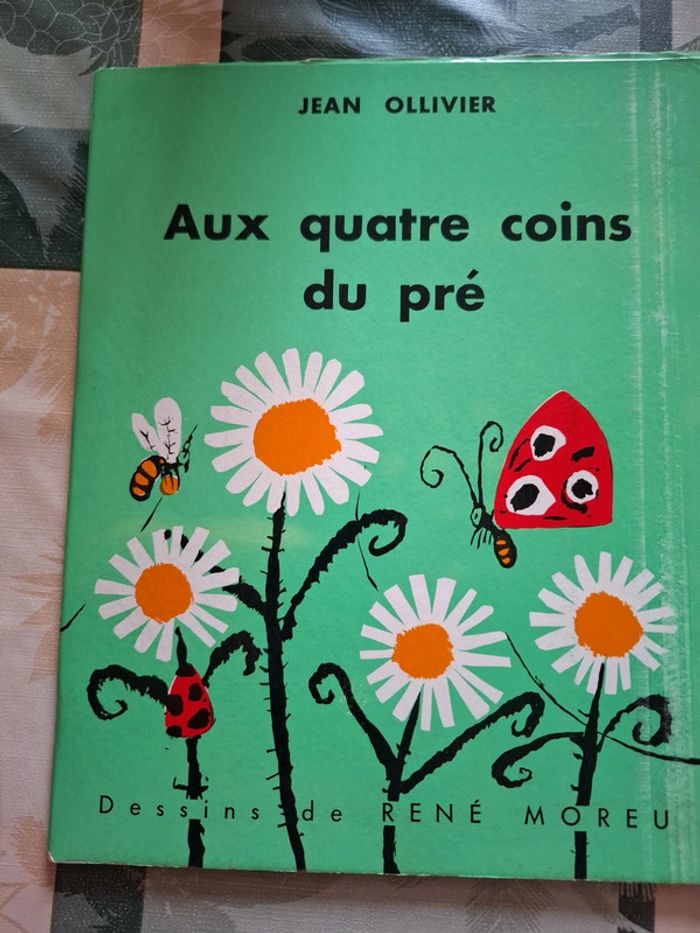 JEAN OLLIVIER
Aux quatre coins
du pré
Dessins de RENÉ MOREU